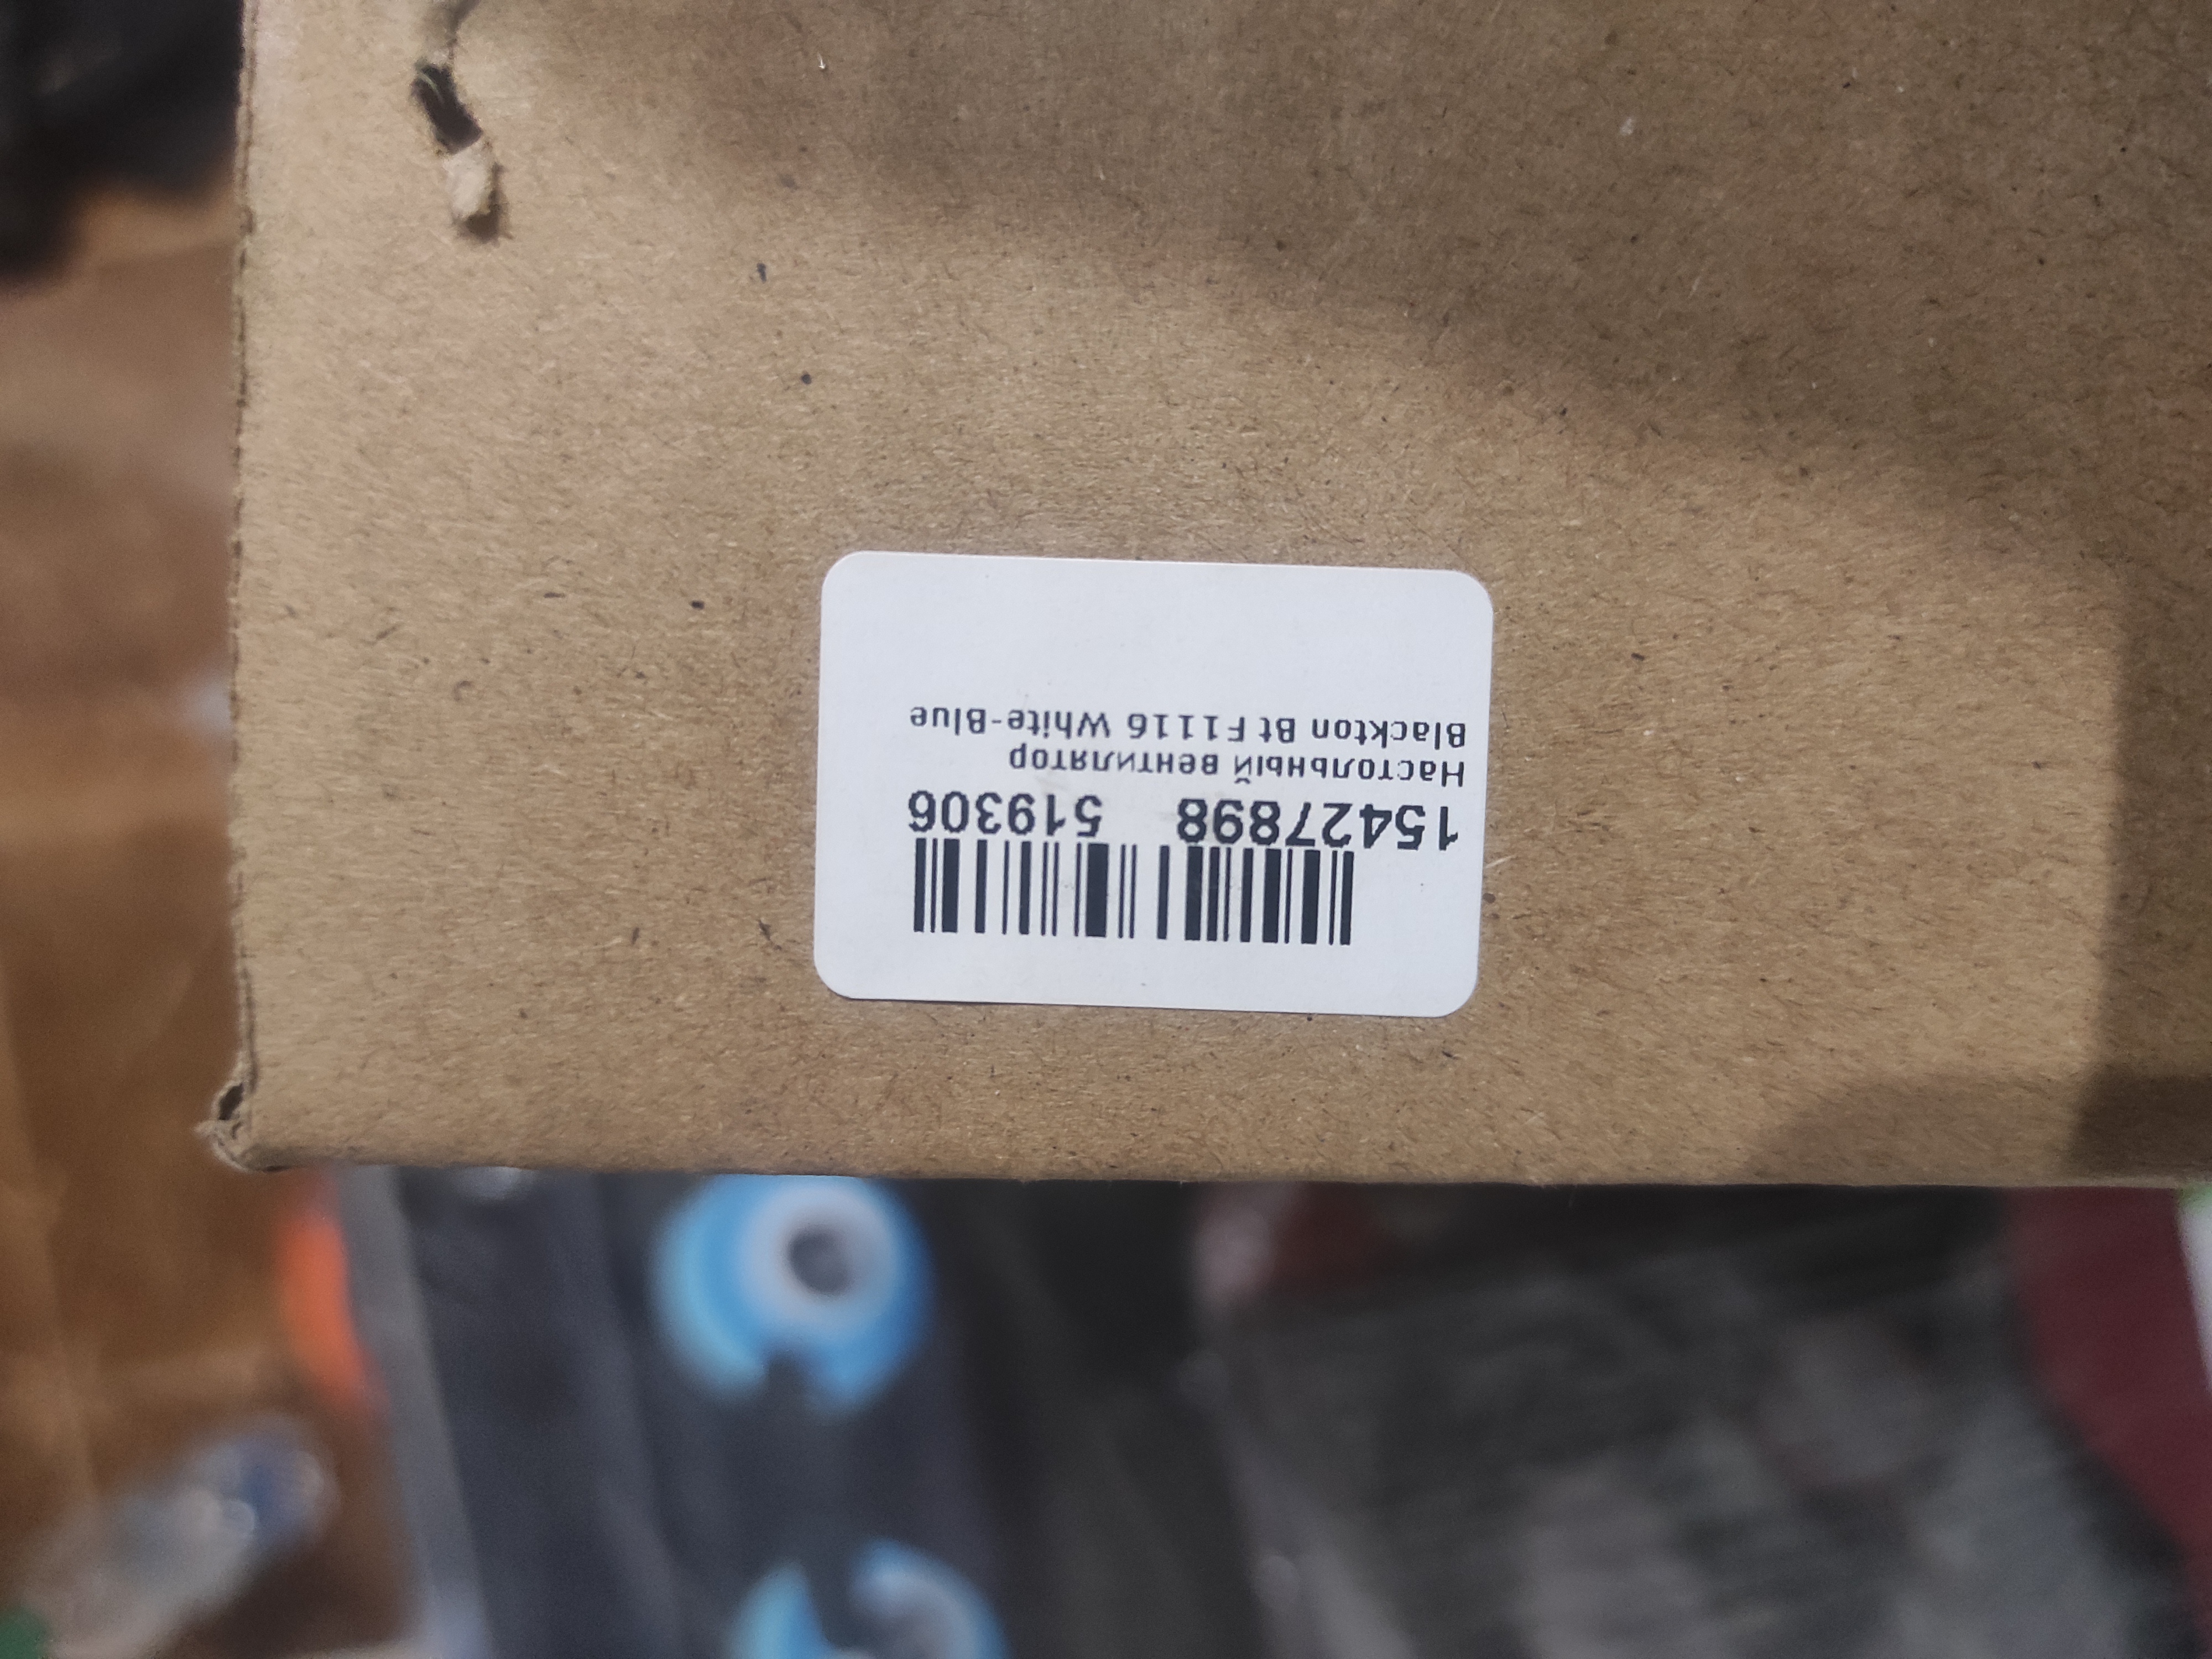 15427898 519306
Настольный вентилятор
Blackton Bt F1116 White-Blue